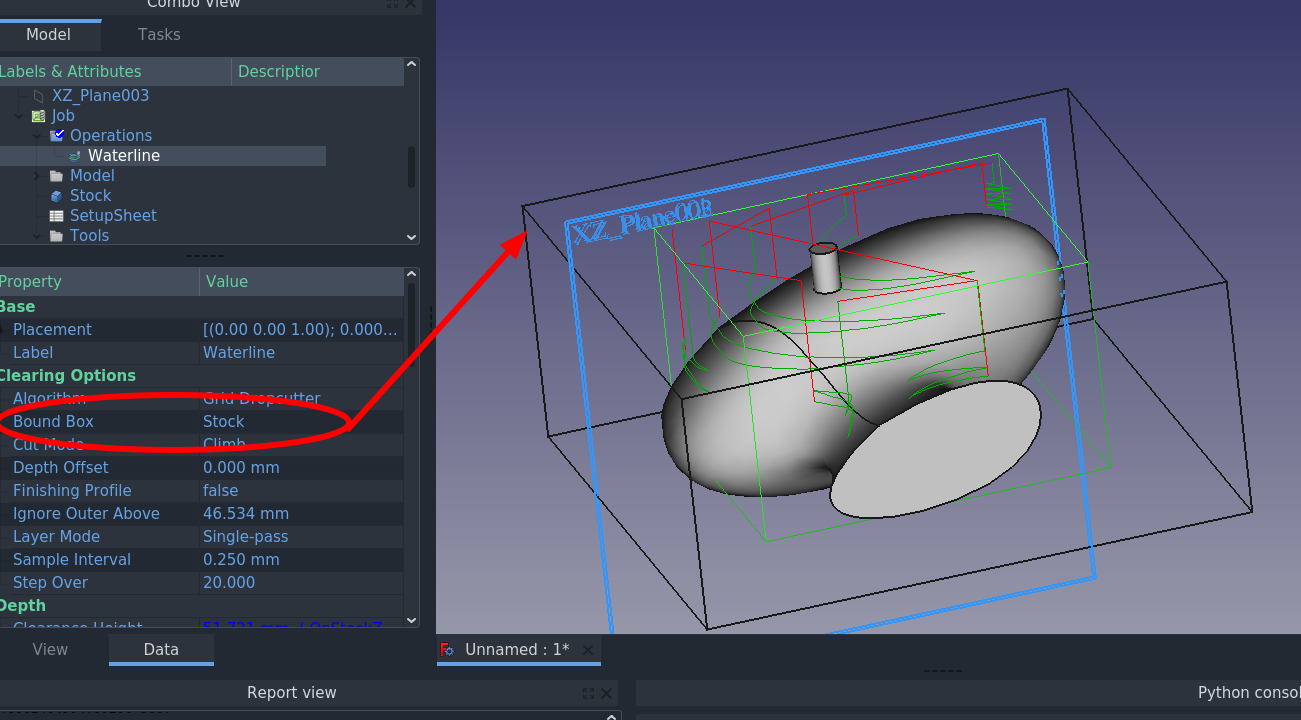 Combo View
Model Tasks
Labels & Attributes Descriptior
XZ_Plane003
Job
Operations
Waterline
Model
Stock
SetupSheet
Tools
Property Value
Base
Placement [(0.00 0.00 1.00); 0.000...
Label Waterline
Clearing Options
Algorithm Grid Dropcutter
Bound Box Stock
Cut Mode Climb
Depth Offset 0.000 mm
Finishing Profile false
Ignore Outer Above 46.534 mm
Layer Mode Single-pass
Sample Interval 0.250 mm
Step Over 20.000
Depth
Clearance Height
View Data
XZ_Plane003
Unnamed : 1*
Report view
Python consol